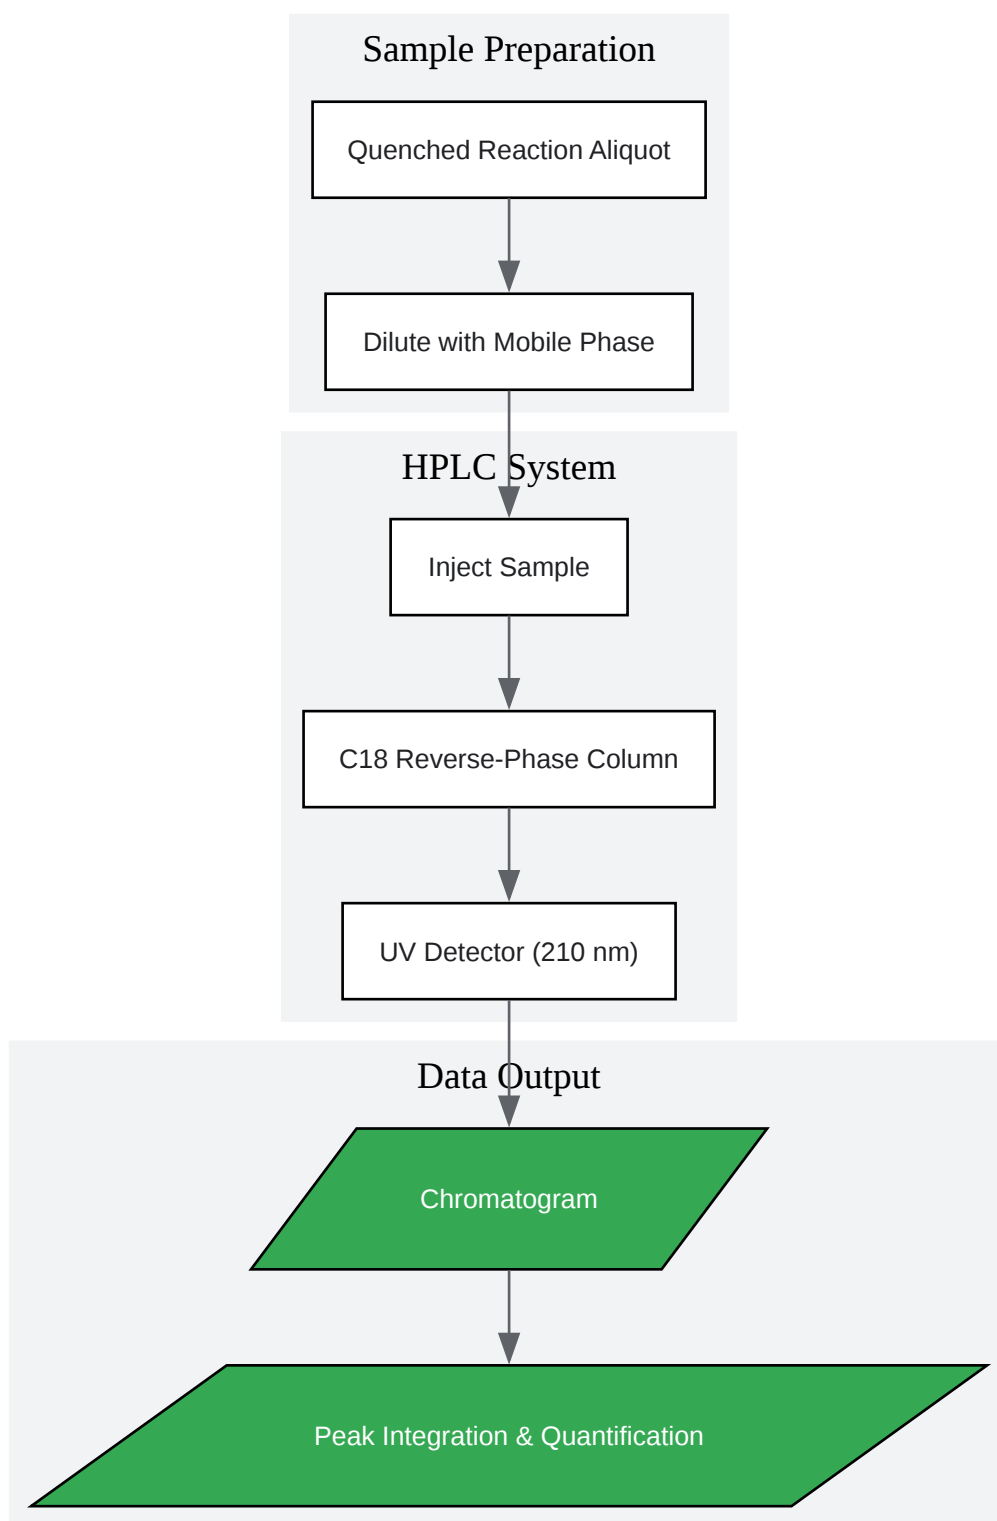 Sample Preparation
Quenched Reaction Aliquot
Dilute with Mobile Phase
HPLC System
Inject Sample
C18 Reverse-Phase Column
UV Detector (210 nm)
Data Output
Chromatogram
Peak Integration & Quantification